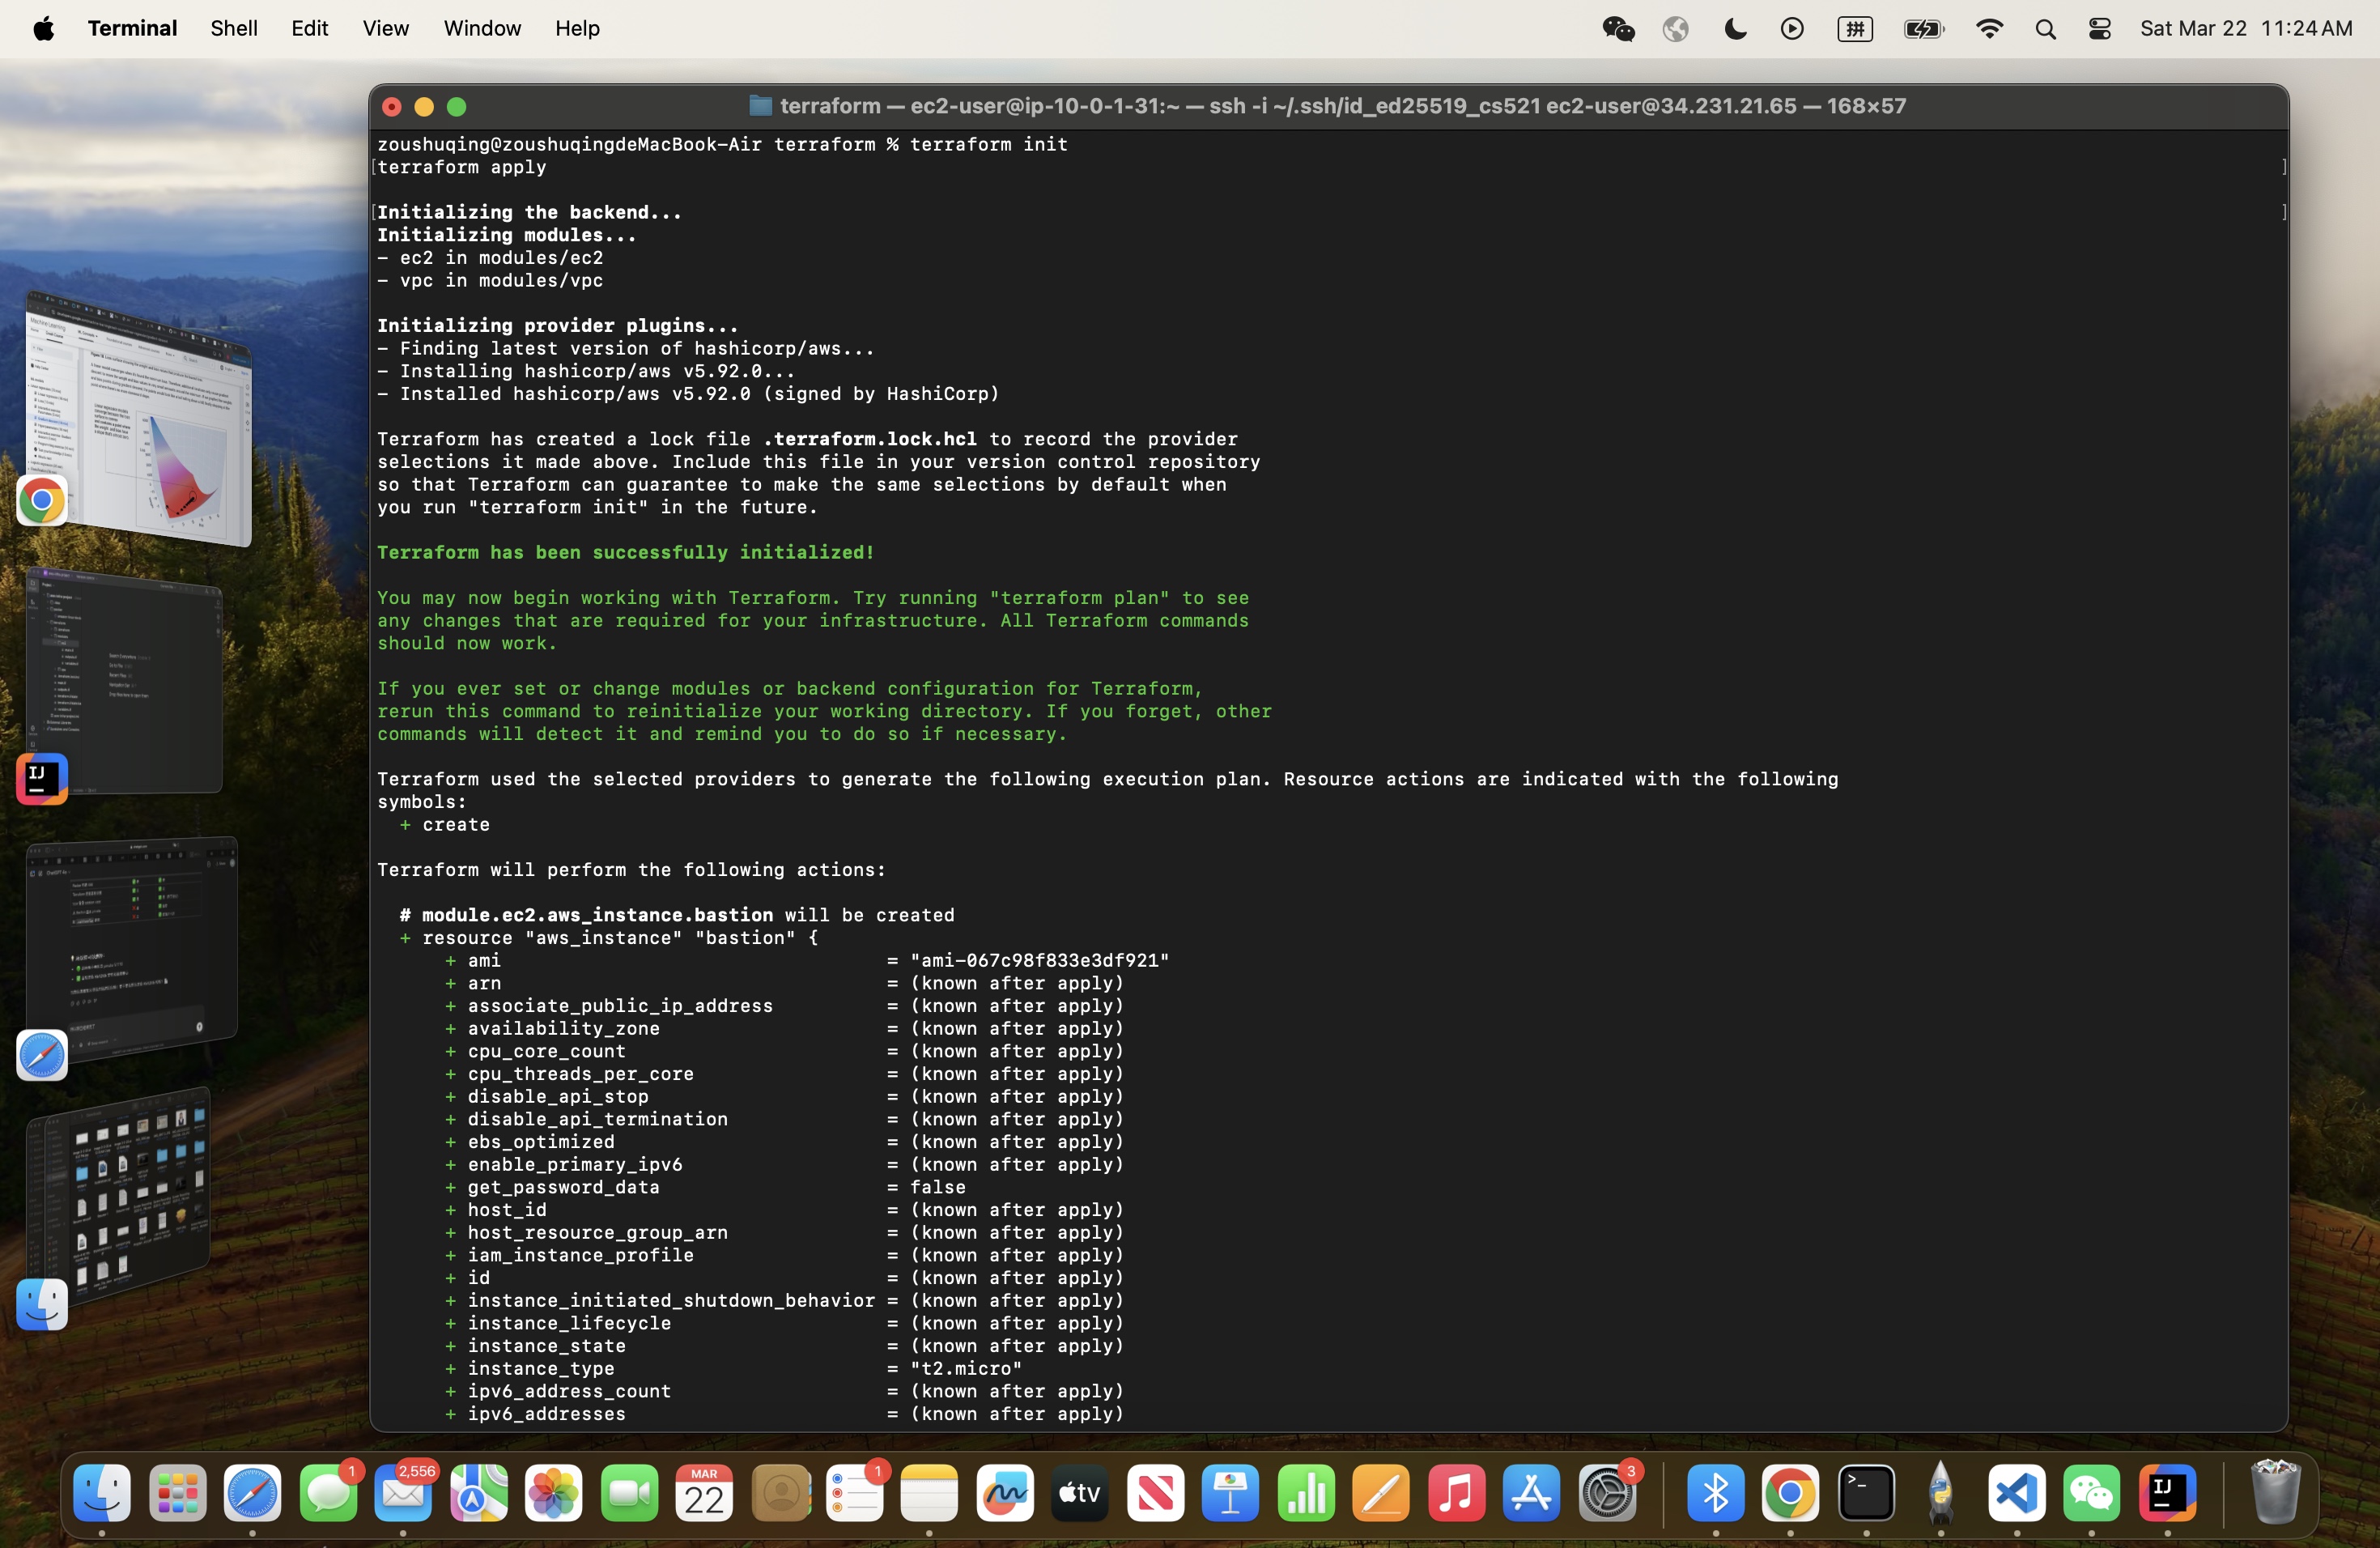 Terminal Shell Edit View Window Help 拼 Sat Mar 22 11:24 AM
terraform — ec2-user@ip-10-0-1-31:~ — ssh -i ~/.ssh/id_ed25519_cs521 ec2-user@34.231.21.65 — 168×57
zoushuqing@zoushuqingdeMacBook-Air terraform % terraform init
[terraform apply ]
[Initializing the backend... ]
Initializing modules...
- ec2 in modules/ec2
- vpc in modules/vpc
Initializing provider plugins...
- Finding latest version of hashicorp/aws...
- Installing hashicorp/aws v5.92.0...
- Installed hashicorp/aws v5.92.0 (signed by HashiCorp)
Terraform has created a lock file .terraform.lock.hcl to record the provider
selections it made above. Include this file in your version control repository
so that Terraform can guarantee to make the same selections by default when
you run "terraform init" in the future.
Terraform has been successfully initialized!
You may now begin working with Terraform. Try running "terraform plan" to see
any changes that are required for your infrastructure. All Terraform commands
should now work.
If you ever set or change modules or backend configuration for Terraform,
rerun this command to reinitialize your working directory. If you forget, other
commands will detect it and remind you to do so if necessary.
Terraform used the selected providers to generate the following execution plan. Resource actions are indicated with the following
symbols:
+ create
Terraform will perform the following actions:
# module.ec2.aws_instance.bastion will be created
+ resource "aws_instance" "bastion" {
+ ami = "ami-067c98f833e3df921"
+ arn = (known after apply)
+ associate_public_ip_address = (known after apply)
+ availability_zone = (known after apply)
+ cpu_core_count = (known after apply)
+ cpu_threads_per_core = (known after apply)
+ disable_api_stop = (known after apply)
+ disable_api_termination = (known after apply)
+ ebs_optimized = (known after apply)
+ enable_primary_ipv6 = (known after apply)
+ get_password_data = false
+ host_id = (known after apply)
+ host_resource_group_arn = (known after apply)
+ iam_instance_profile = (known after apply)
+ id = (known after apply)
+ instance_initiated_shutdown_behavior = (known after apply)
+ instance_lifecycle = (known after apply)
+ instance_state = (known after apply)
+ instance_type = "t2.micro"
+ ipv6_address_count = (known after apply)
+ ipv6_addresses = (known after apply)
IJ
1 2,556 MAR 22 1 tv 3 >_ IJ